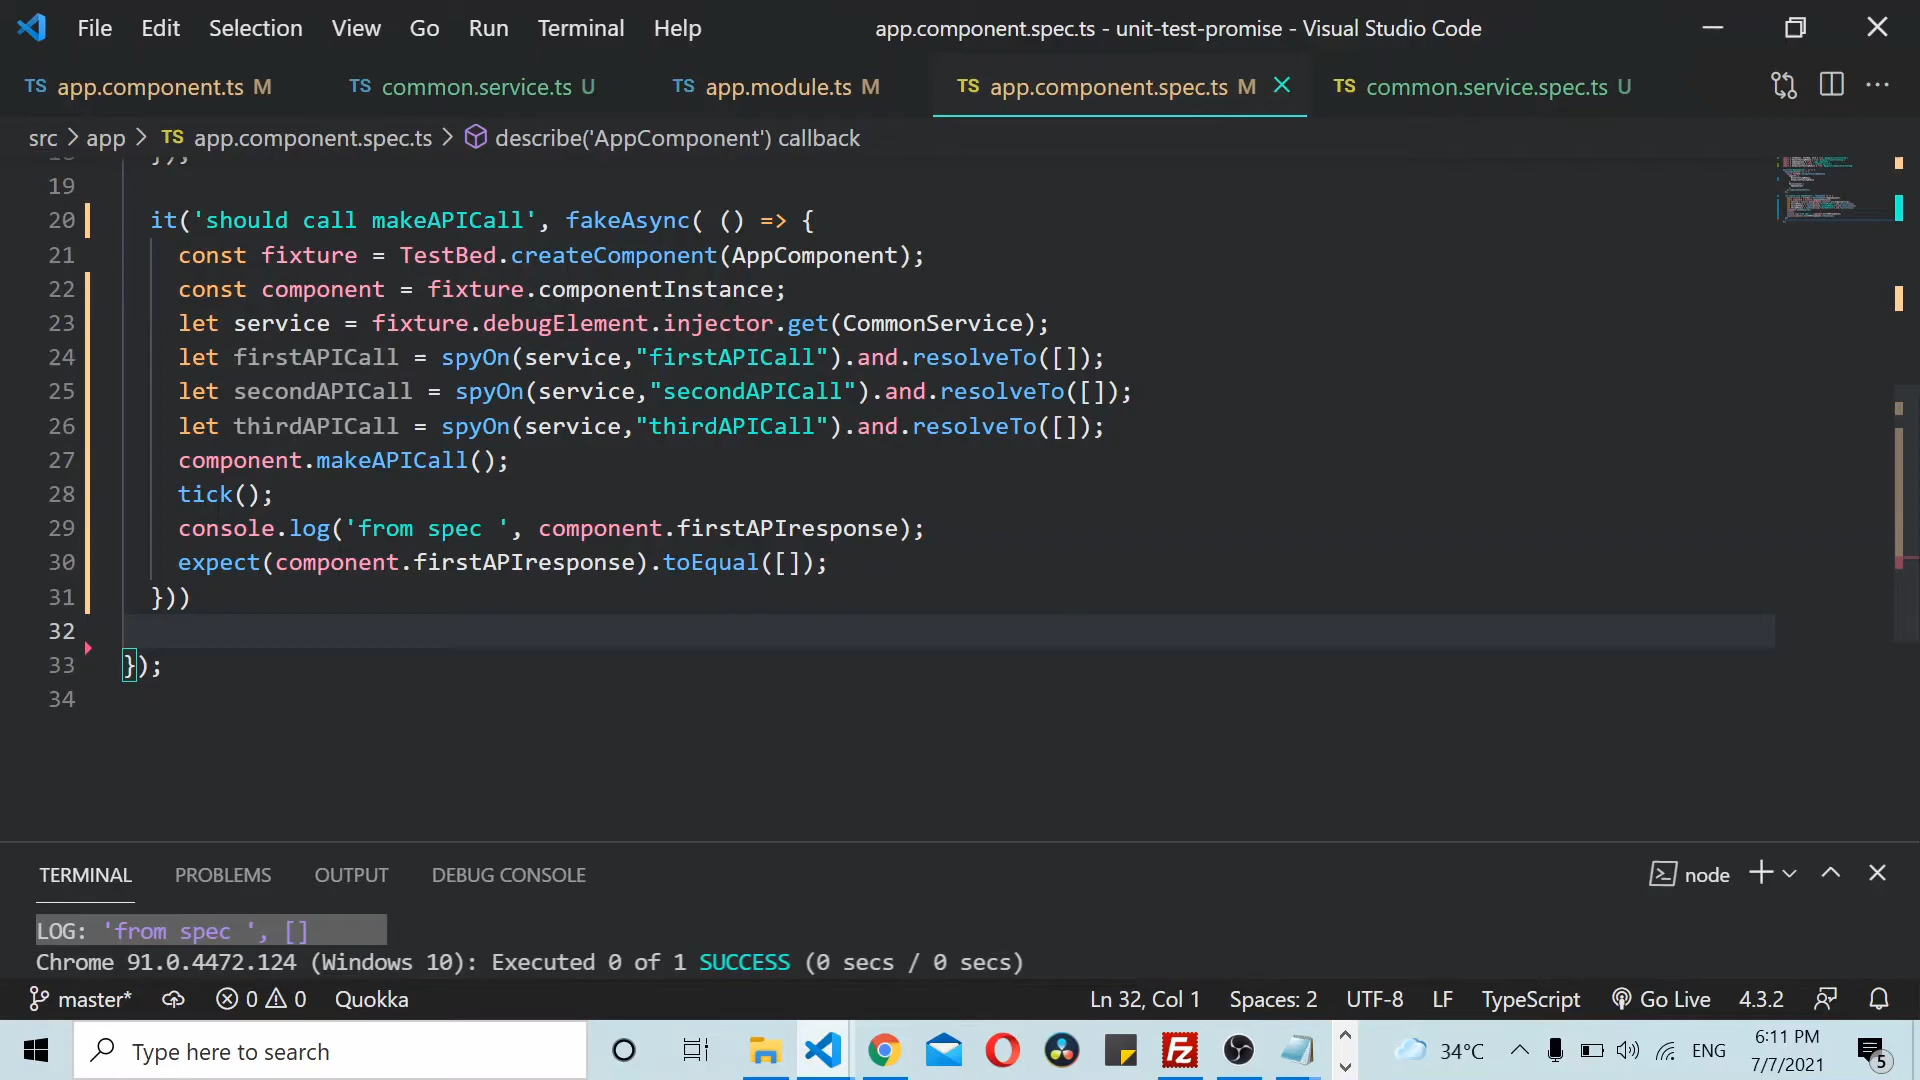 File Edit Selection View Go Run Terminal Help app.component.spec.ts - unit-test-promise - Visual Studio Code
TS app.component.ts M TS common.service.ts U TS app.module.ts M TS app.component.spec.ts M TS common.service.spec.ts U
src > app > TS app.component.spec.ts > describe('AppComponent') callback
19
20 it('should call makeAPICall', fakeAsync( () => {
21 const fixture = TestBed.createComponent(AppComponent);
22 const component = fixture.componentInstance;
23 let service = fixture.debugElement.injector.get(CommonService);
24 let firstAPICall = spyOn(service,"firstAPICall").and.resolveTo([]);
25 let secondAPICall = spyOn(service,"secondAPICall").and.resolveTo([]);
26 let thirdAPICall = spyOn(service,"thirdAPICall").and.resolveTo([]);
27 component.makeAPICall();
28 tick();
29 console.log('from spec ', component.firstAPIresponse);
30 expect(component.firstAPIresponse).toEqual([]);
31 }))
32
33 });
34
TERMINAL PROBLEMS OUTPUT DEBUG CONSOLE node
LOG: 'from spec ', []
Chrome 91.0.4472.124 (Windows 10): Executed 0 of 1 SUCCESS (0 secs / 0 secs)
master* 0 0 Quokka Ln 32, Col 1 Spaces: 2 UTF-8 LF TypeScript Go Live 4.3.2
Type here to search 34°C ENG 6:11 PM
7/7/2021 5